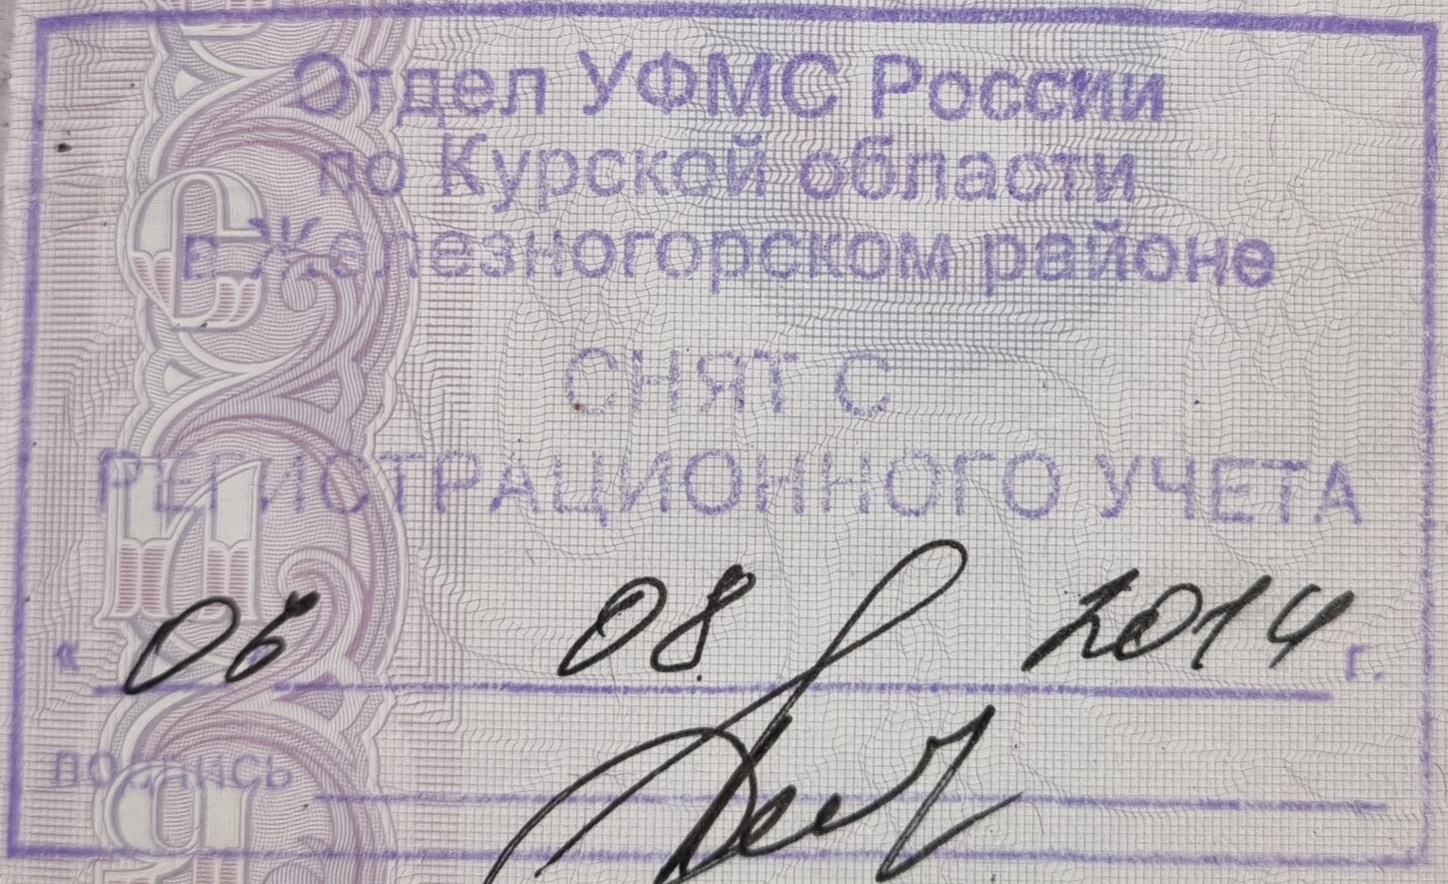 Отдел УФМС России
по Курской области
в Железногорском районе
СНЯТ С
РЕГИСТРАЦИОННОГО УЧЕТА
« 06 08 2014 г.
подпись